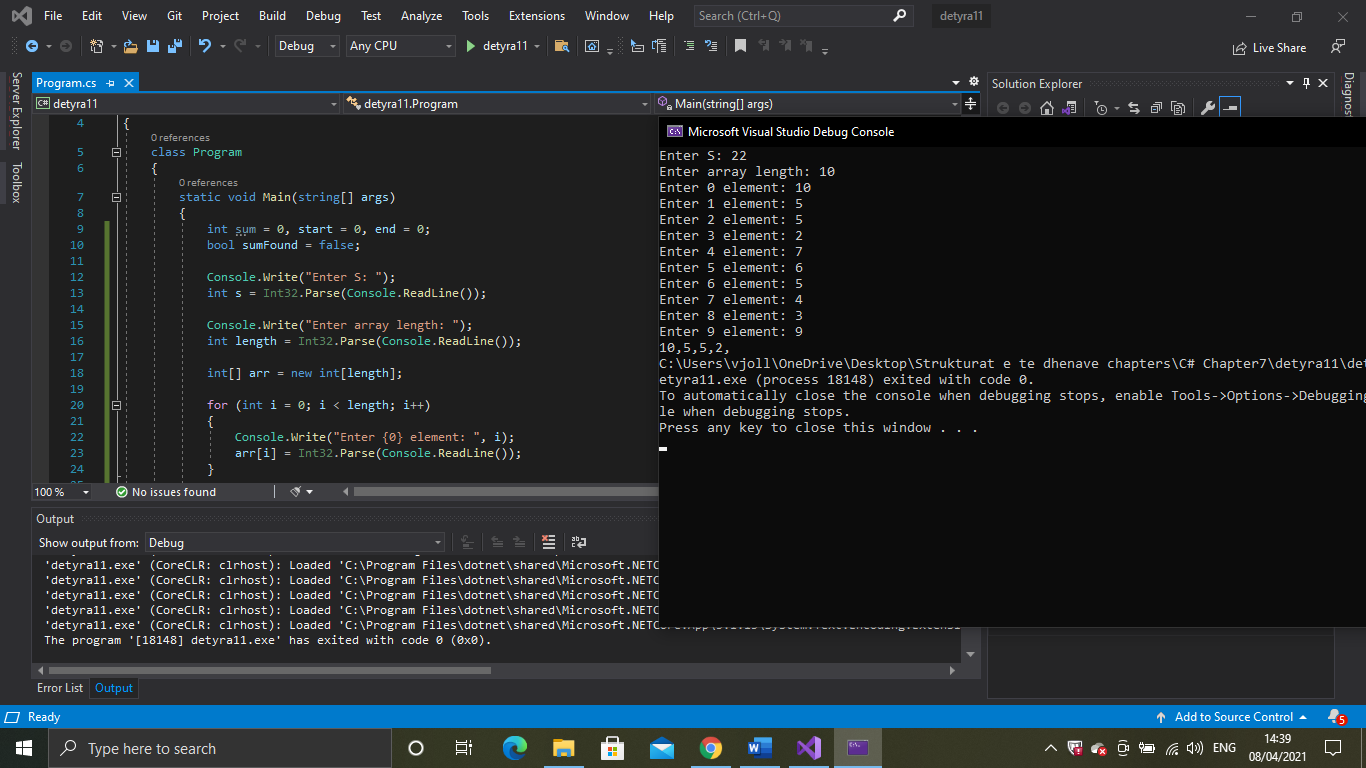 File Edit View Git Project Build Debug Test Analyze Tools Extensions Window Help Search (Ctrl+Q) detyra11
Debug Any CPU detyra11 Live Share
Server Explorer
Toolbox
Program.cs
detyra11 detyra11.Program Main(string[] args)
4 {
0 references
5 class Program
6 {
0 references
7 static void Main(string[] args)
8 {
9 int sum = 0, start = 0, end = 0;
10 bool sumFound = false;
11
12 Console.Write("Enter S: ");
13 int s = Int32.Parse(Console.ReadLine());
14
15 Console.Write("Enter array length: ");
16 int length = Int32.Parse(Console.ReadLine());
17
18 int[] arr = new int[length];
19
20 for (int i = 0; i < length; i++)
21 {
22 Console.Write("Enter {0} element: ", i);
23 arr[i] = Int32.Parse(Console.ReadLine());
24 }
100 % No issues found
Solution Explorer
Diagnos
Microsoft Visual Studio Debug Console
Enter S: 22
Enter array length: 10
Enter 0 element: 10
Enter 1 element: 5
Enter 2 element: 5
Enter 3 element: 2
Enter 4 element: 7
Enter 5 element: 6
Enter 6 element: 5
Enter 7 element: 4
Enter 8 element: 3
Enter 9 element: 9
10,5,5,2,
C:\Users\vjoll\OneDrive\Desktop\Strukturat e te dhenave chapters\C# Chapter7\detyra11\det
etyra11.exe (process 18148) exited with code 0.
To automatically close the console when debugging stops, enable Tools->Options->Debugging
le when debugging stops.
Press any key to close this window . . .
Output
Show output from: Debug
'detyra11.exe' (CoreCLR: clrhost): Loaded 'C:\Program Files\dotnet\shared\Microsoft.NETC
'detyra11.exe' (CoreCLR: clrhost): Loaded 'C:\Program Files\dotnet\shared\Microsoft.NETC
'detyra11.exe' (CoreCLR: clrhost): Loaded 'C:\Program Files\dotnet\shared\Microsoft.NETC
'detyra11.exe' (CoreCLR: clrhost): Loaded 'C:\Program Files\dotnet\shared\Microsoft.NETC
'detyra11.exe' (CoreCLR: clrhost): Loaded 'C:\Program Files\dotnet\shared\Microsoft.NETC
The program '[18148] detyra11.exe' has exited with code 0 (0x0).
Error List Output
Ready Add to Source Control 5
Type here to search ENG 14:39
08/04/2021